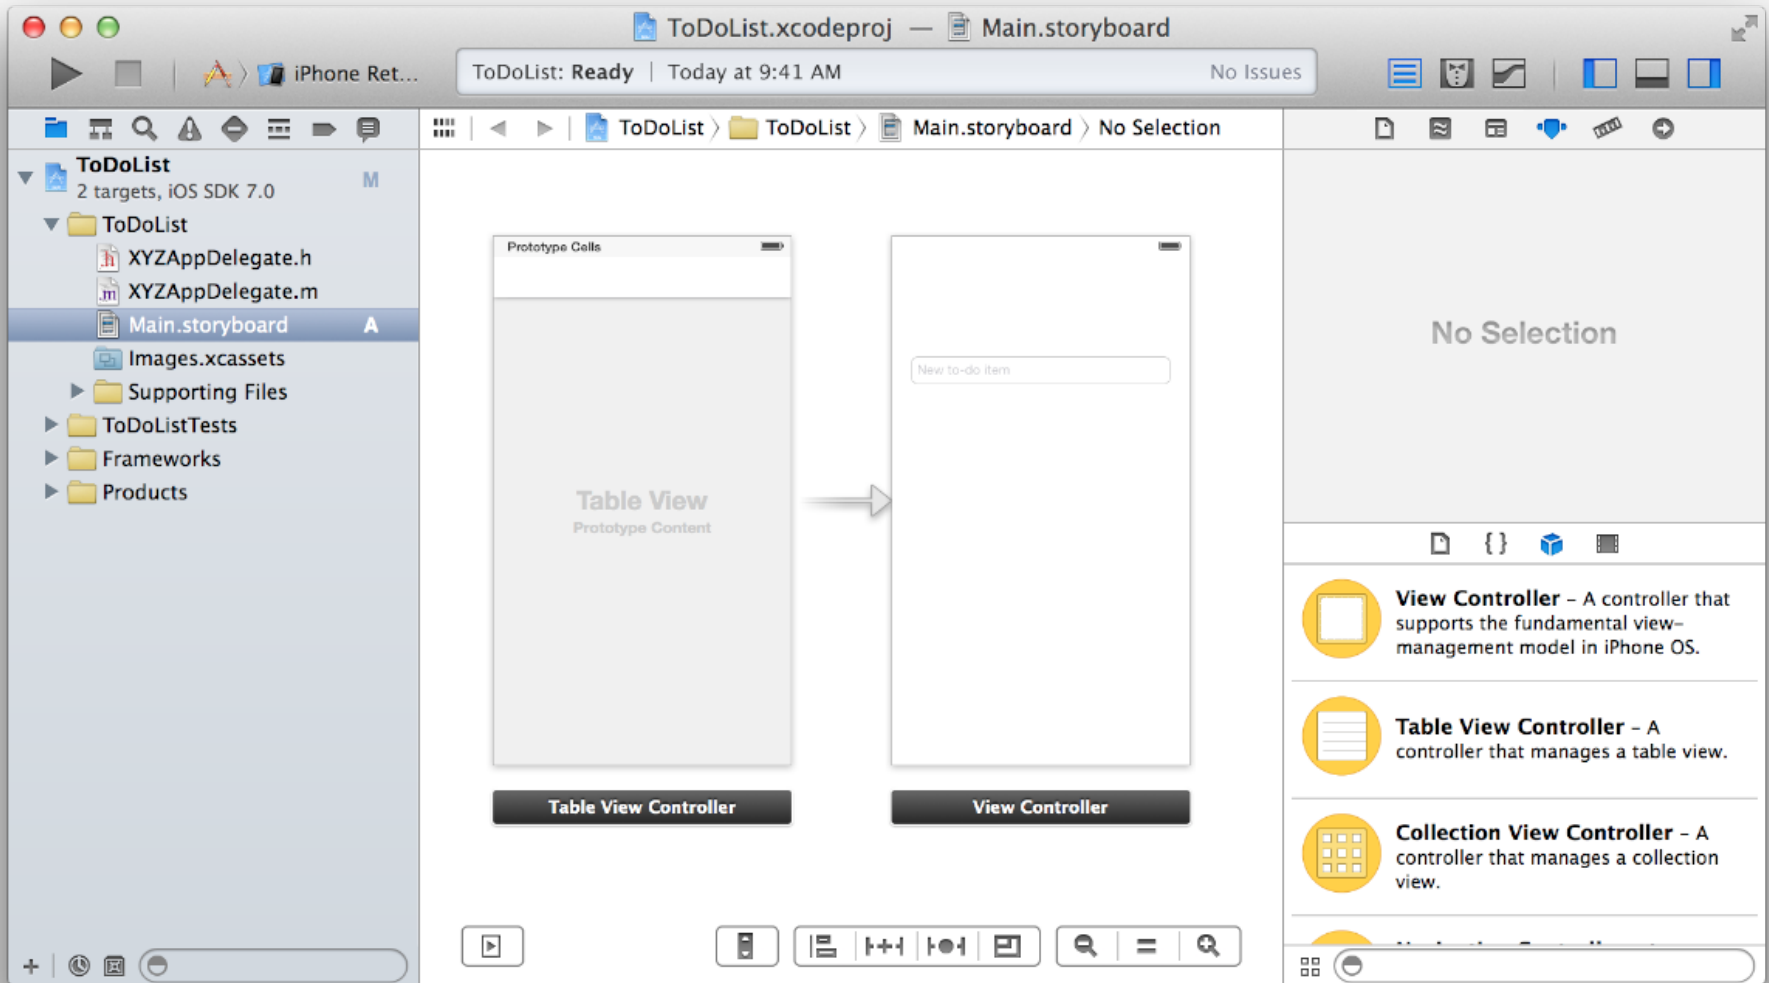 ToDoList.xcodeproj — Main.storyboard
iPhone Ret...
ToDoList: Ready | Today at 9:41 AM
No Issues
ToDoList
2 targets, iOS SDK 7.0
M
ToDoList
XYZAppDelegate.h
XYZAppDelegate.m
Main.storyboard
A
Images.xcassets
Supporting Files
ToDoListTests
Frameworks
Products
ToDoList
ToDoList
Main.storyboard
No Selection
Prototype Cells
Table View
Prototype Content
Table View Controller
New to-do item
View Controller
No Selection
View Controller – A controller that
supports the fundamental view-
management model in iPhone OS.
Table View Controller – A
controller that manages a table view.
Collection View Controller – A
controller that manages a collection
view.